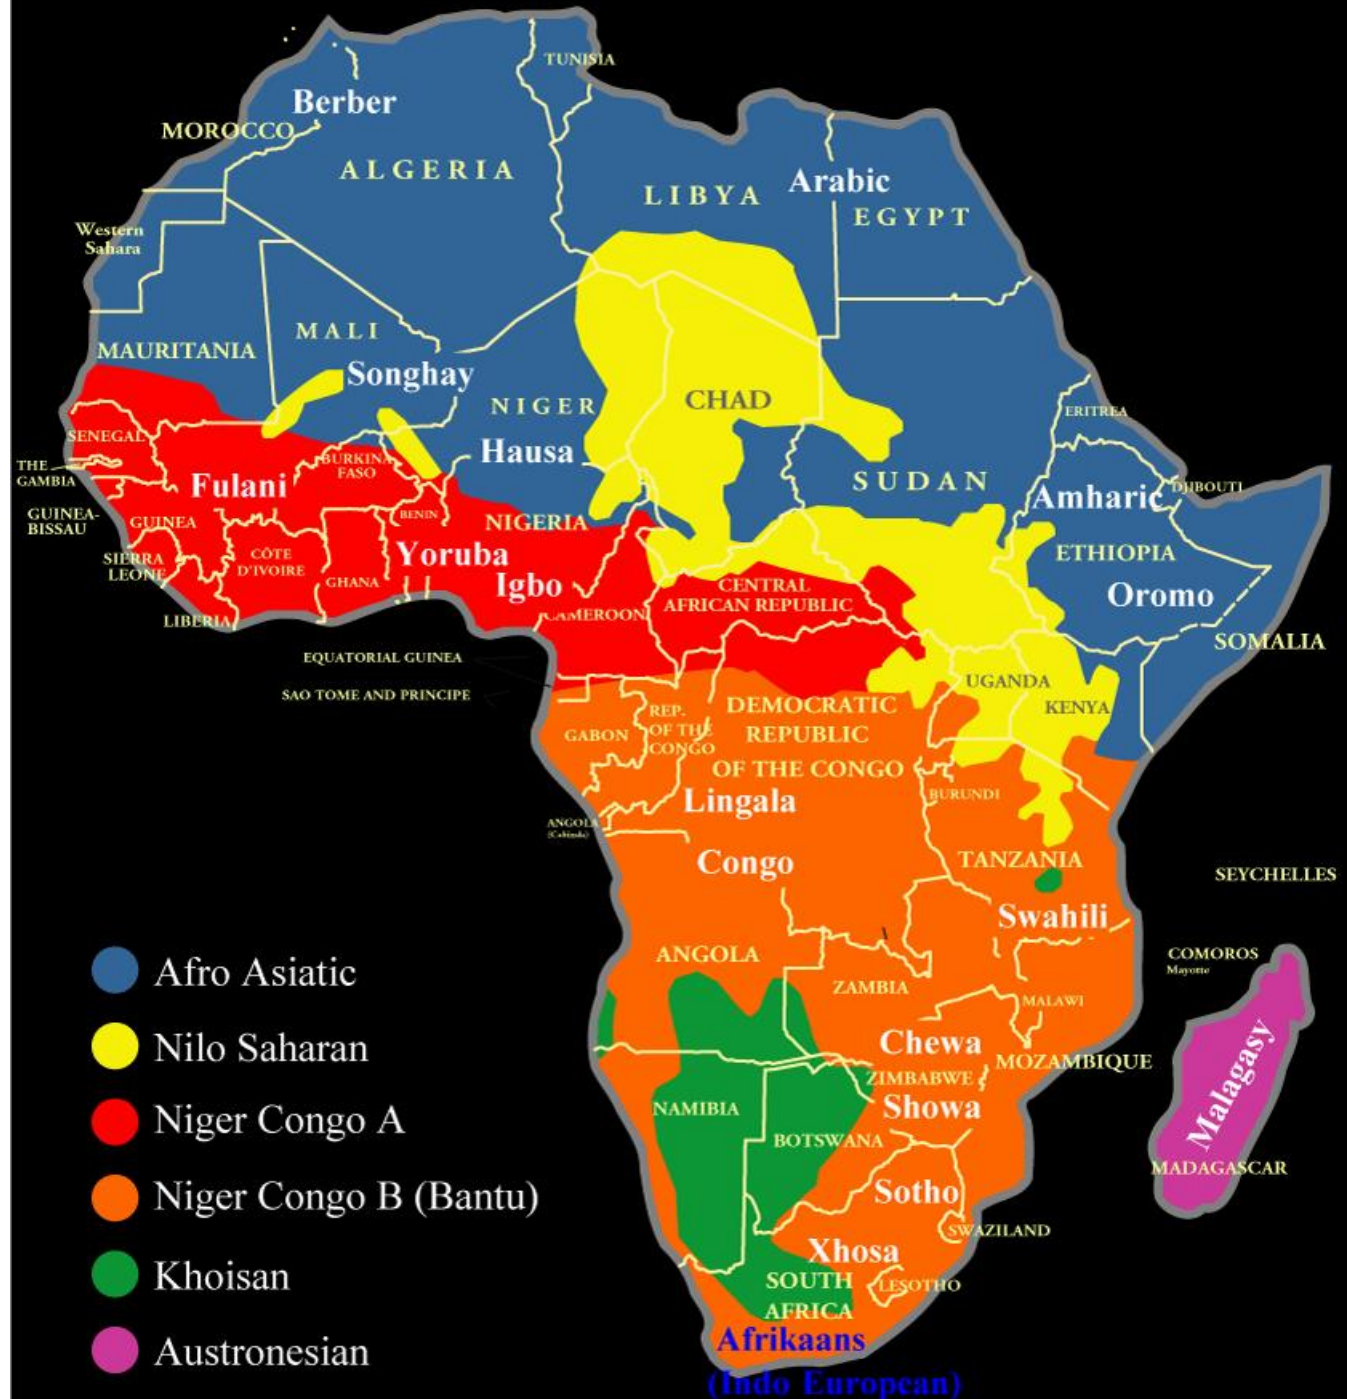 TUNISIA
Berber
MOROCCO
ALGERIA
LIBYA
Arabic
EGYPT
Western
Sahara
MALI
MAURITANIA
Songhay
NIGER
CHAD
ERITREA
Hausa
SUDAN
SENEGAL
BURKINA
FASO
THE
GAMBIA
Fulani
Amharic
DJIBOUTI
GUINEA-
BISSAU
GUINEA
BENIN
NIGERIA
ETHIOPIA
SIERRA
LEONE
CÔTE
D'IVOIRE
GHANA
Yoruba
Igbo
CENTRAL
AFRICAN REPUBLIC
Oromo
LIBERIA
CAMEROON
SOMALIA
EQUATORIAL GUINEA
SAO TOME AND PRINCIPE
UGANDA
KENYA
GABON
REP.
OF THE
CONGO
DEMOCRATIC
REPUBLIC
OF THE CONGO
BURUNDI
Lingala
ANGOLA
(Cabinda)
Congo
TANZANIA
SEYCHELLES
Swahili
ANGOLA
COMOROS
Mayotte
ZAMBIA
MALAWI
Chewa
MOZAMBIQUE
ZIMBABWE
Showa
NAMIBIA
BOTSWANA
Malagasy
MADAGASCAR
Sotho
SWAZILAND
Xhosa
SOUTH
AFRICA
LESOTHO
Afrikaans
(Indo European)
Afro Asiatic
Nilo Saharan
Niger Congo A
Niger Congo B (Bantu)
Khoisan
Austronesian